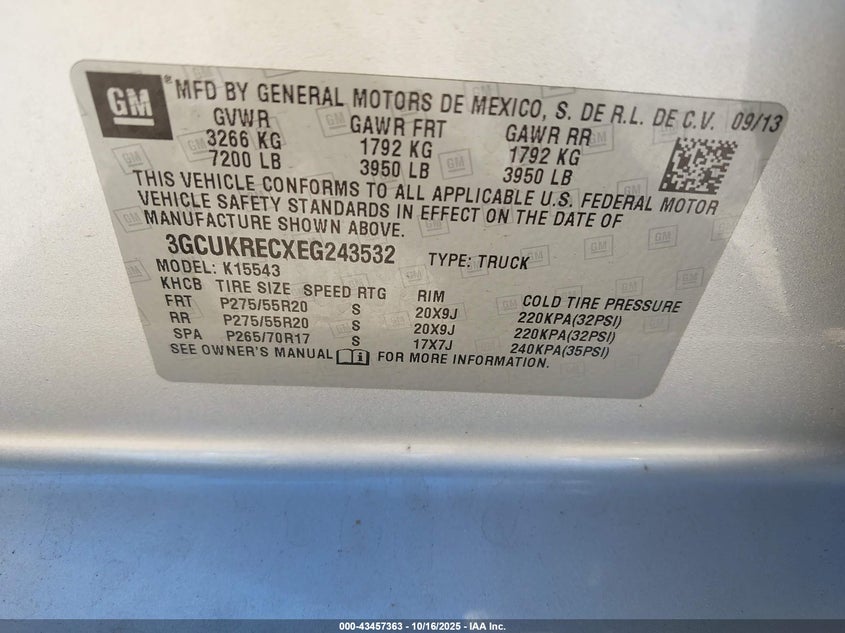 GM ® MFD BY GENERAL MOTORS DE MEXICO, S. DE R.L. DE C.V. 09/13
GVWR GAWR FRT GAWR RR
3266 KG 1792 KG 1792 KG
7200 LB 3950 LB 3950 LB
THIS VEHICLE CONFORMS TO ALL APPLICABLE U.S. FEDERAL MOTOR
VEHICLE SAFETY STANDARDS IN EFFECT ON THE DATE OF
MANUFACTURE SHOWN ABOVE.
3GCUKRECXEG243532 TYPE: TRUCK
MODEL: K15543
KHCB TIRE SIZE SPEED RTG RIM COLD TIRE PRESSURE
FRT P275/55R20 S 20X9J 220KPA(32PSI)
RR P275/55R20 S 20X9J 220KPA(32PSI)
SPA P265/70R17 S 17X7J 240KPA(35PSI)
SEE OWNER'S MANUAL FOR MORE INFORMATION.
000-43457363 - 10/16/2025 - IAA Inc.